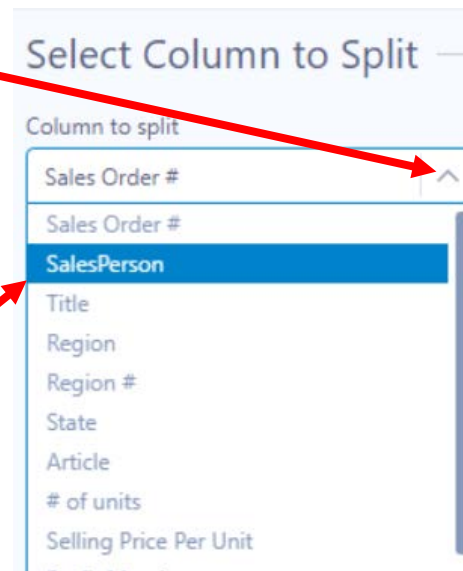 Select Column to Split
Column to split
Sales Order #
Sales Order #
SalesPerson
Title
Region
Region #
State
Article
# of units
Selling Price Per Unit